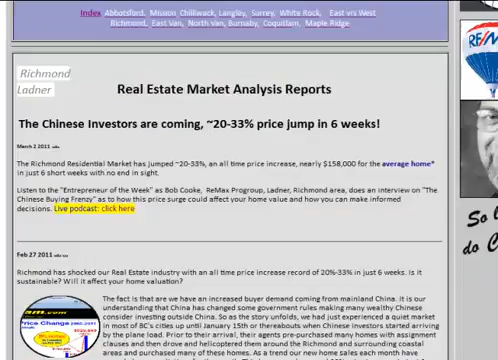 Index Abbotsford, Mission, Chilliwack, Langley, Surrey, White Rock, East vrs West
Richmond, East Van, North Van, Burnaby, Coquitlam, Maple Ridge
RE/M
Richmond
Ladner
Real Estate Market Analysis Reports
The Chinese Investors are coming, ~20-33% price jump in 6 weeks!
March 2 2011
The Richmond Residential Market has jumped ~20-33%, an all time price increase, nearly $158,000 for the average home*
in just 6 short weeks with no end in sight.
Listen to the "Entrepreneur of the Week" as Bob Cooke, ReMax Progroup, Ladner, Richmond area, does an interview on "The
Chinese Buying Frenzy" as to how this price surge could affect your home value and how you can make informed
decisions. Live podcast: click here
So
do C
Feb 27 2011
Richmond has shocked our Real Estate industry with an all time price increase record of 20%-33% in just 6 weeks. Is it
sustainable? Will it affect your home valuation?
The fact is that are we have an increased buyer demand coming from mainland China. It is our
understanding that China has changed some government rules making many wealthy Chinese
consider investing outside China. So as the story unfolds, we had just experienced a quiet market
in most of BC's cities up until January 15th or thereabouts when Chinese Investors started arriving
by the plane load. Prior to their arrival, their agents pre-purchased many homes with assignment
clauses and then drove and helicoptered them around the Richmond and surrounding coastal
areas and purchased many of these homes. As a trend our new home sales each month have